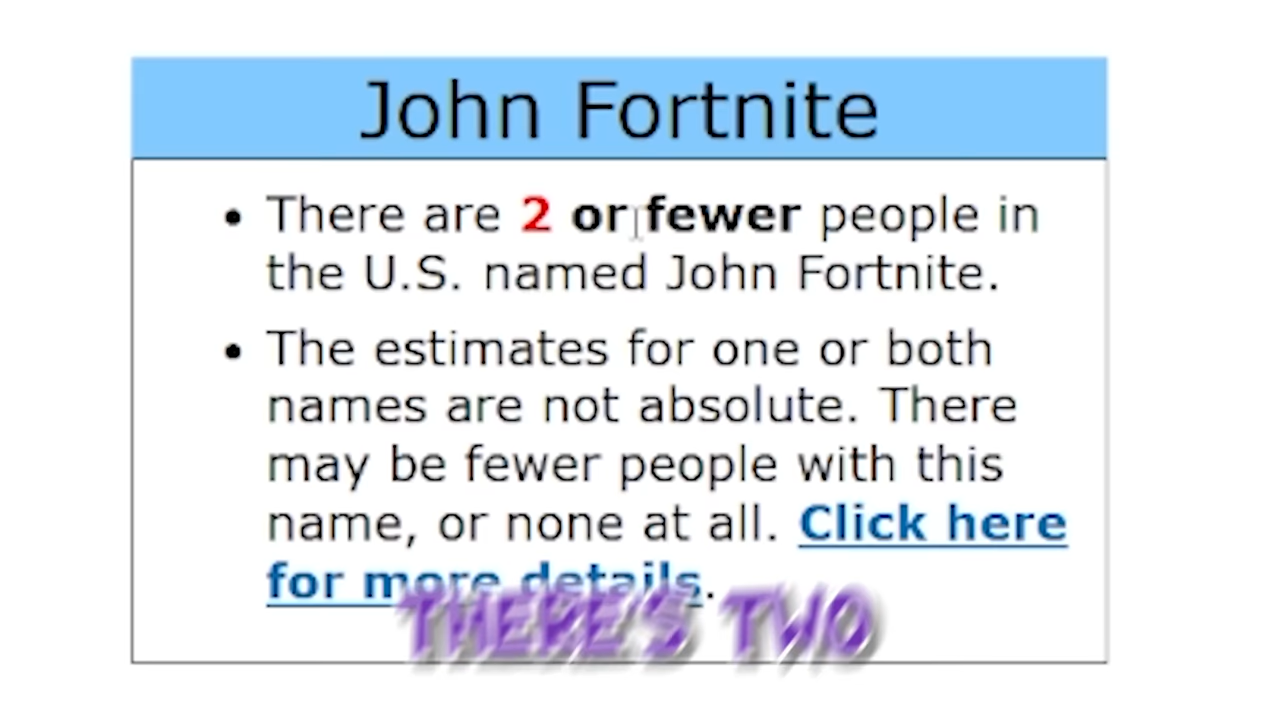 John Fortnite
• There are 2 or fewer people in
the U.S. named John Fortnite.
• The estimates for one or both
names are not absolute. There
may be fewer people with this
name, or none at all. Click here
for more details.
THERE'S TWO